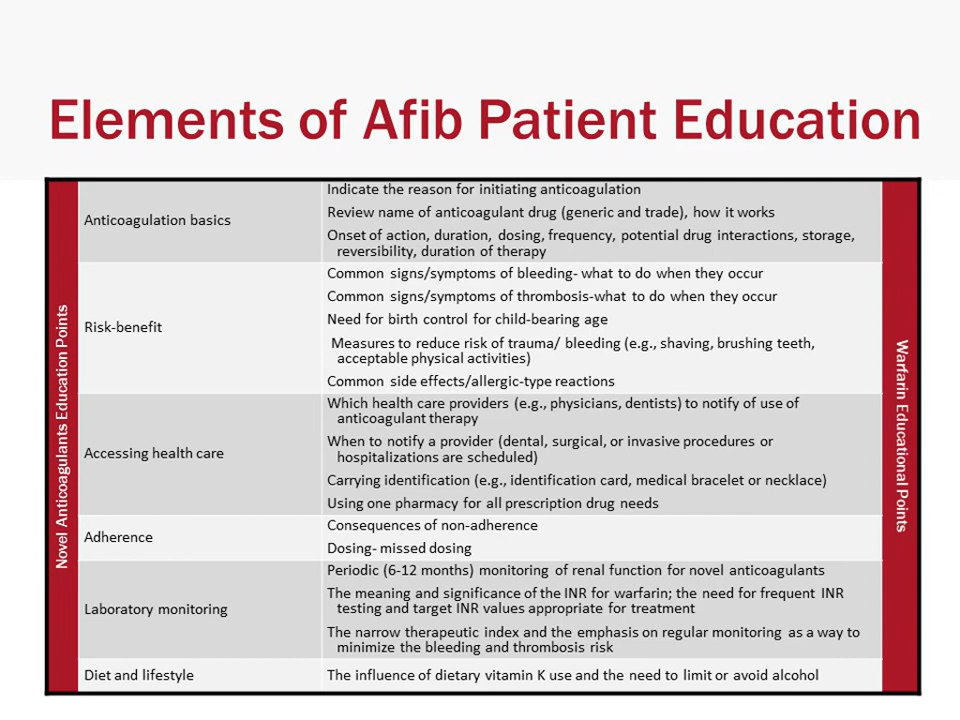 Elements of Afib Patient Education
Novel Anticoagulants Education Points
Anticoagulation basics
Indicate the reason for initiating anticoagulation
Review name of anticoagulant drug (generic and trade), how it works
Onset of action, duration, dosing, frequency, potential drug interactions, storage,
reversibility, duration of therapy
Risk-benefit
Common signs/symptoms of bleeding- what to do when they occur
Common signs/symptoms of thrombosis-what to do when they occur
Need for birth control for child-bearing age
Measures to reduce risk of trauma/ bleeding (e.g., shaving, brushing teeth,
acceptable physical activities)
Common side effects/allergic-type reactions
Accessing health care
Which health care providers (e.g., physicians, dentists) to notify of use of
anticoagulant therapy
When to notify a provider (dental, surgical, or invasive procedures or
hospitalizations are scheduled)
Carrying identification (e.g., identification card, medical bracelet or necklace)
Using one pharmacy for all prescription drug needs
Adherence
Consequences of non-adherence
Dosing- missed dosing
Laboratory monitoring
Periodic (6-12 months) monitoring of renal function for novel anticoagulants
The meaning and significance of the INR for warfarin; the need for frequent INR
testing and target INR values appropriate for treatment
The narrow therapeutic index and the emphasis on regular monitoring as a way to
minimize the bleeding and thrombosis risk
Diet and lifestyle
The influence of dietary vitamin K use and the need to limit or avoid alcohol
Warfarin Educational Points